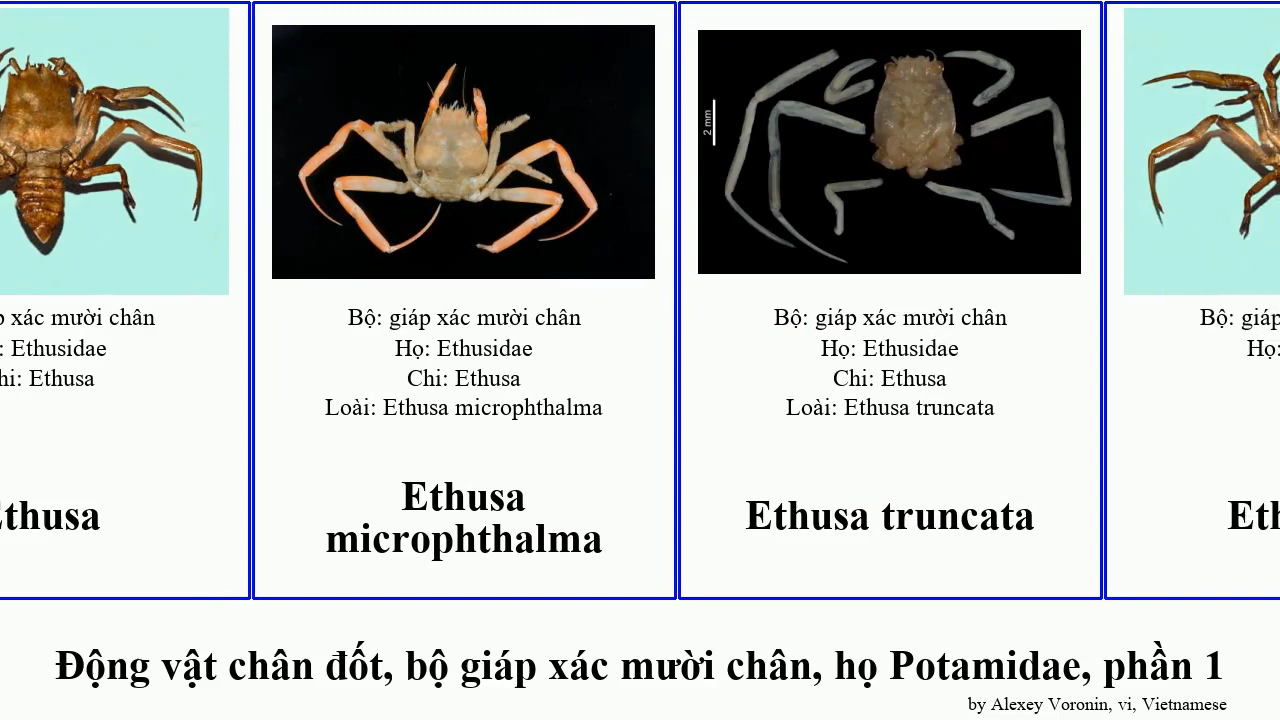 xác mười chân
: Ethusidae
: Ethusa
thusa
Bộ: giáp xác mười chân
Họ: Ethusidae
Chi: Ethusa
Loài: Ethusa microphthalma
Ethusa
microphthalma
2 mm
Bộ: giáp xác mười chân
Họ: Ethusidae
Chi: Ethusa
Loài: Ethusa truncata
Ethusa truncata
Bộ: giáp
Họ:
Eth
Động vật chân đốt, bộ giáp xác mười chân, họ Potamidae, phần 1
by Alexey Voronin, vi, Vietnamese